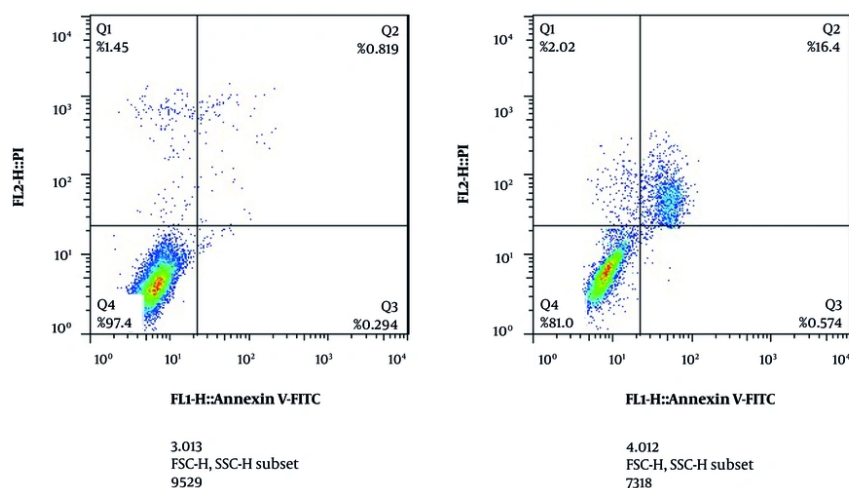 Q1
%1.45
Q2
%0.819
10⁴
10³
10²
10¹
10⁰
FL2-H::PI
Q4
%97.4
Q3
%0.294
10⁰
10¹
10²
10³
10⁴
FL1-H::Annexin V-FITC
3.013
FSC-H, SSC-H subset
9529
Q1
%2.02
Q2
%16.4
10⁴
10³
10²
10¹
10⁰
FL2-H::PI
Q4
%81.0
Q3
%0.574
10⁰
10¹
10²
10³
10⁴
FL1-H::Annexin V-FITC
4.012
FSC-H, SSC-H subset
7318